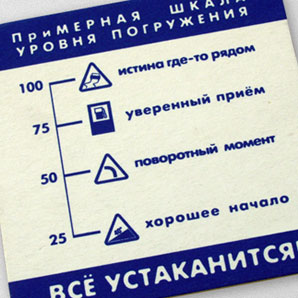 ПРиМЕРНАЯ ШКАЛА
УРОВНЯ ПОГРУЖЕНИЯ
100 истина где-то рядом
75 уверенный приём
50 поворотный момент
25 хорошее начало
ВСЁ УСТАКАНИТСЯ